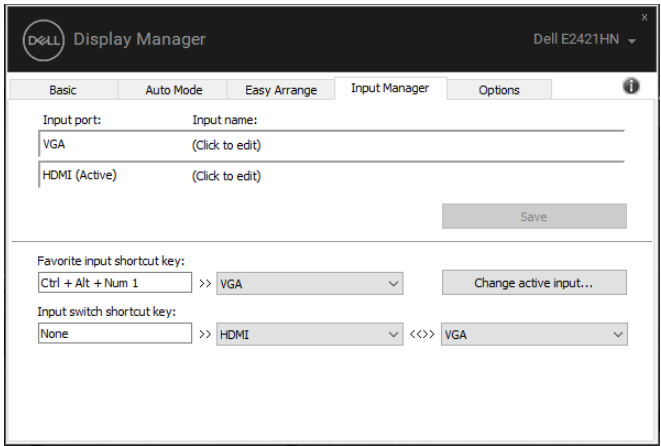 x
DELL Display Manager Dell E2421HN
Basic Auto Mode Easy Arrange Input Manager Options i
Input port: Input name:
VGA (Click to edit)
HDMI (Active) (Click to edit)
Save
Favorite input shortcut key:
Ctrl + Alt + Num 1 >> VGA Change active input...
Input switch shortcut key:
None >> HDMI <<>> VGA